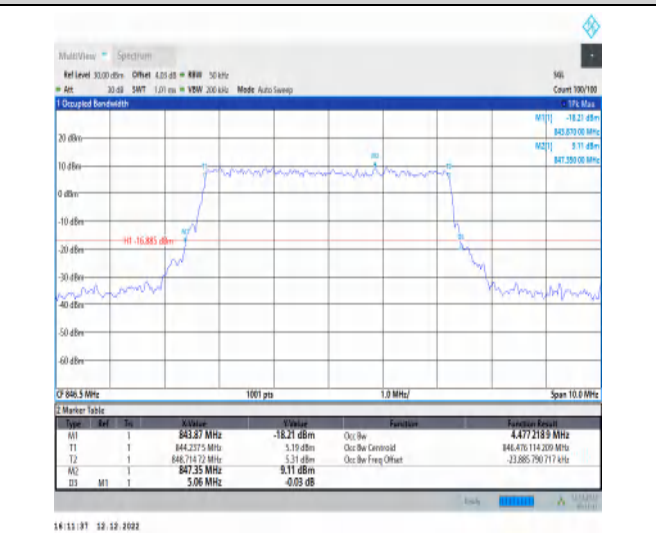 MultiView Spectrum
Ref Level 30.00 dBm Offset 4.03 dB RBW 50 kHz SGL
Att 30 dB SWT 1.01 ms VBW 200 kHz Mode Auto Sweep Count 100/100
1 Occupied Bandwidth 1Pk Max
M1[1] -18.21 dBm
843.870 00 MHz
M2[1] 9.11 dBm
847.350 00 MHz
20 dBm
10 dBm
0 dBm
-10 dBm
H1 -16.885 dBm
-20 dBm
-30 dBm
-40 dBm
-50 dBm
-60 dBm
CF 846.5 MHz 1001 pts 1.0 MHz/ Span 10.0 MHz
2 Marker Table
Type Ref Trc X-Value Y-Value Function Function Result
M1 1 843.87 MHz -18.21 dBm Occ Bw 4.477 218 9 MHz
T1 1 844.237 5 MHz 5.19 dBm Occ Bw Centroid 846.476 114 209 MHz
T2 1 848.714 72 MHz 5.31 dBm Occ Bw Freq Offset -23.885 790 717 kHz
M2 1 847.35 MHz 9.11 dBm
D3 M1 1 5.06 MHz -0.03 dB
Ready
16:11:37 12.12.2022